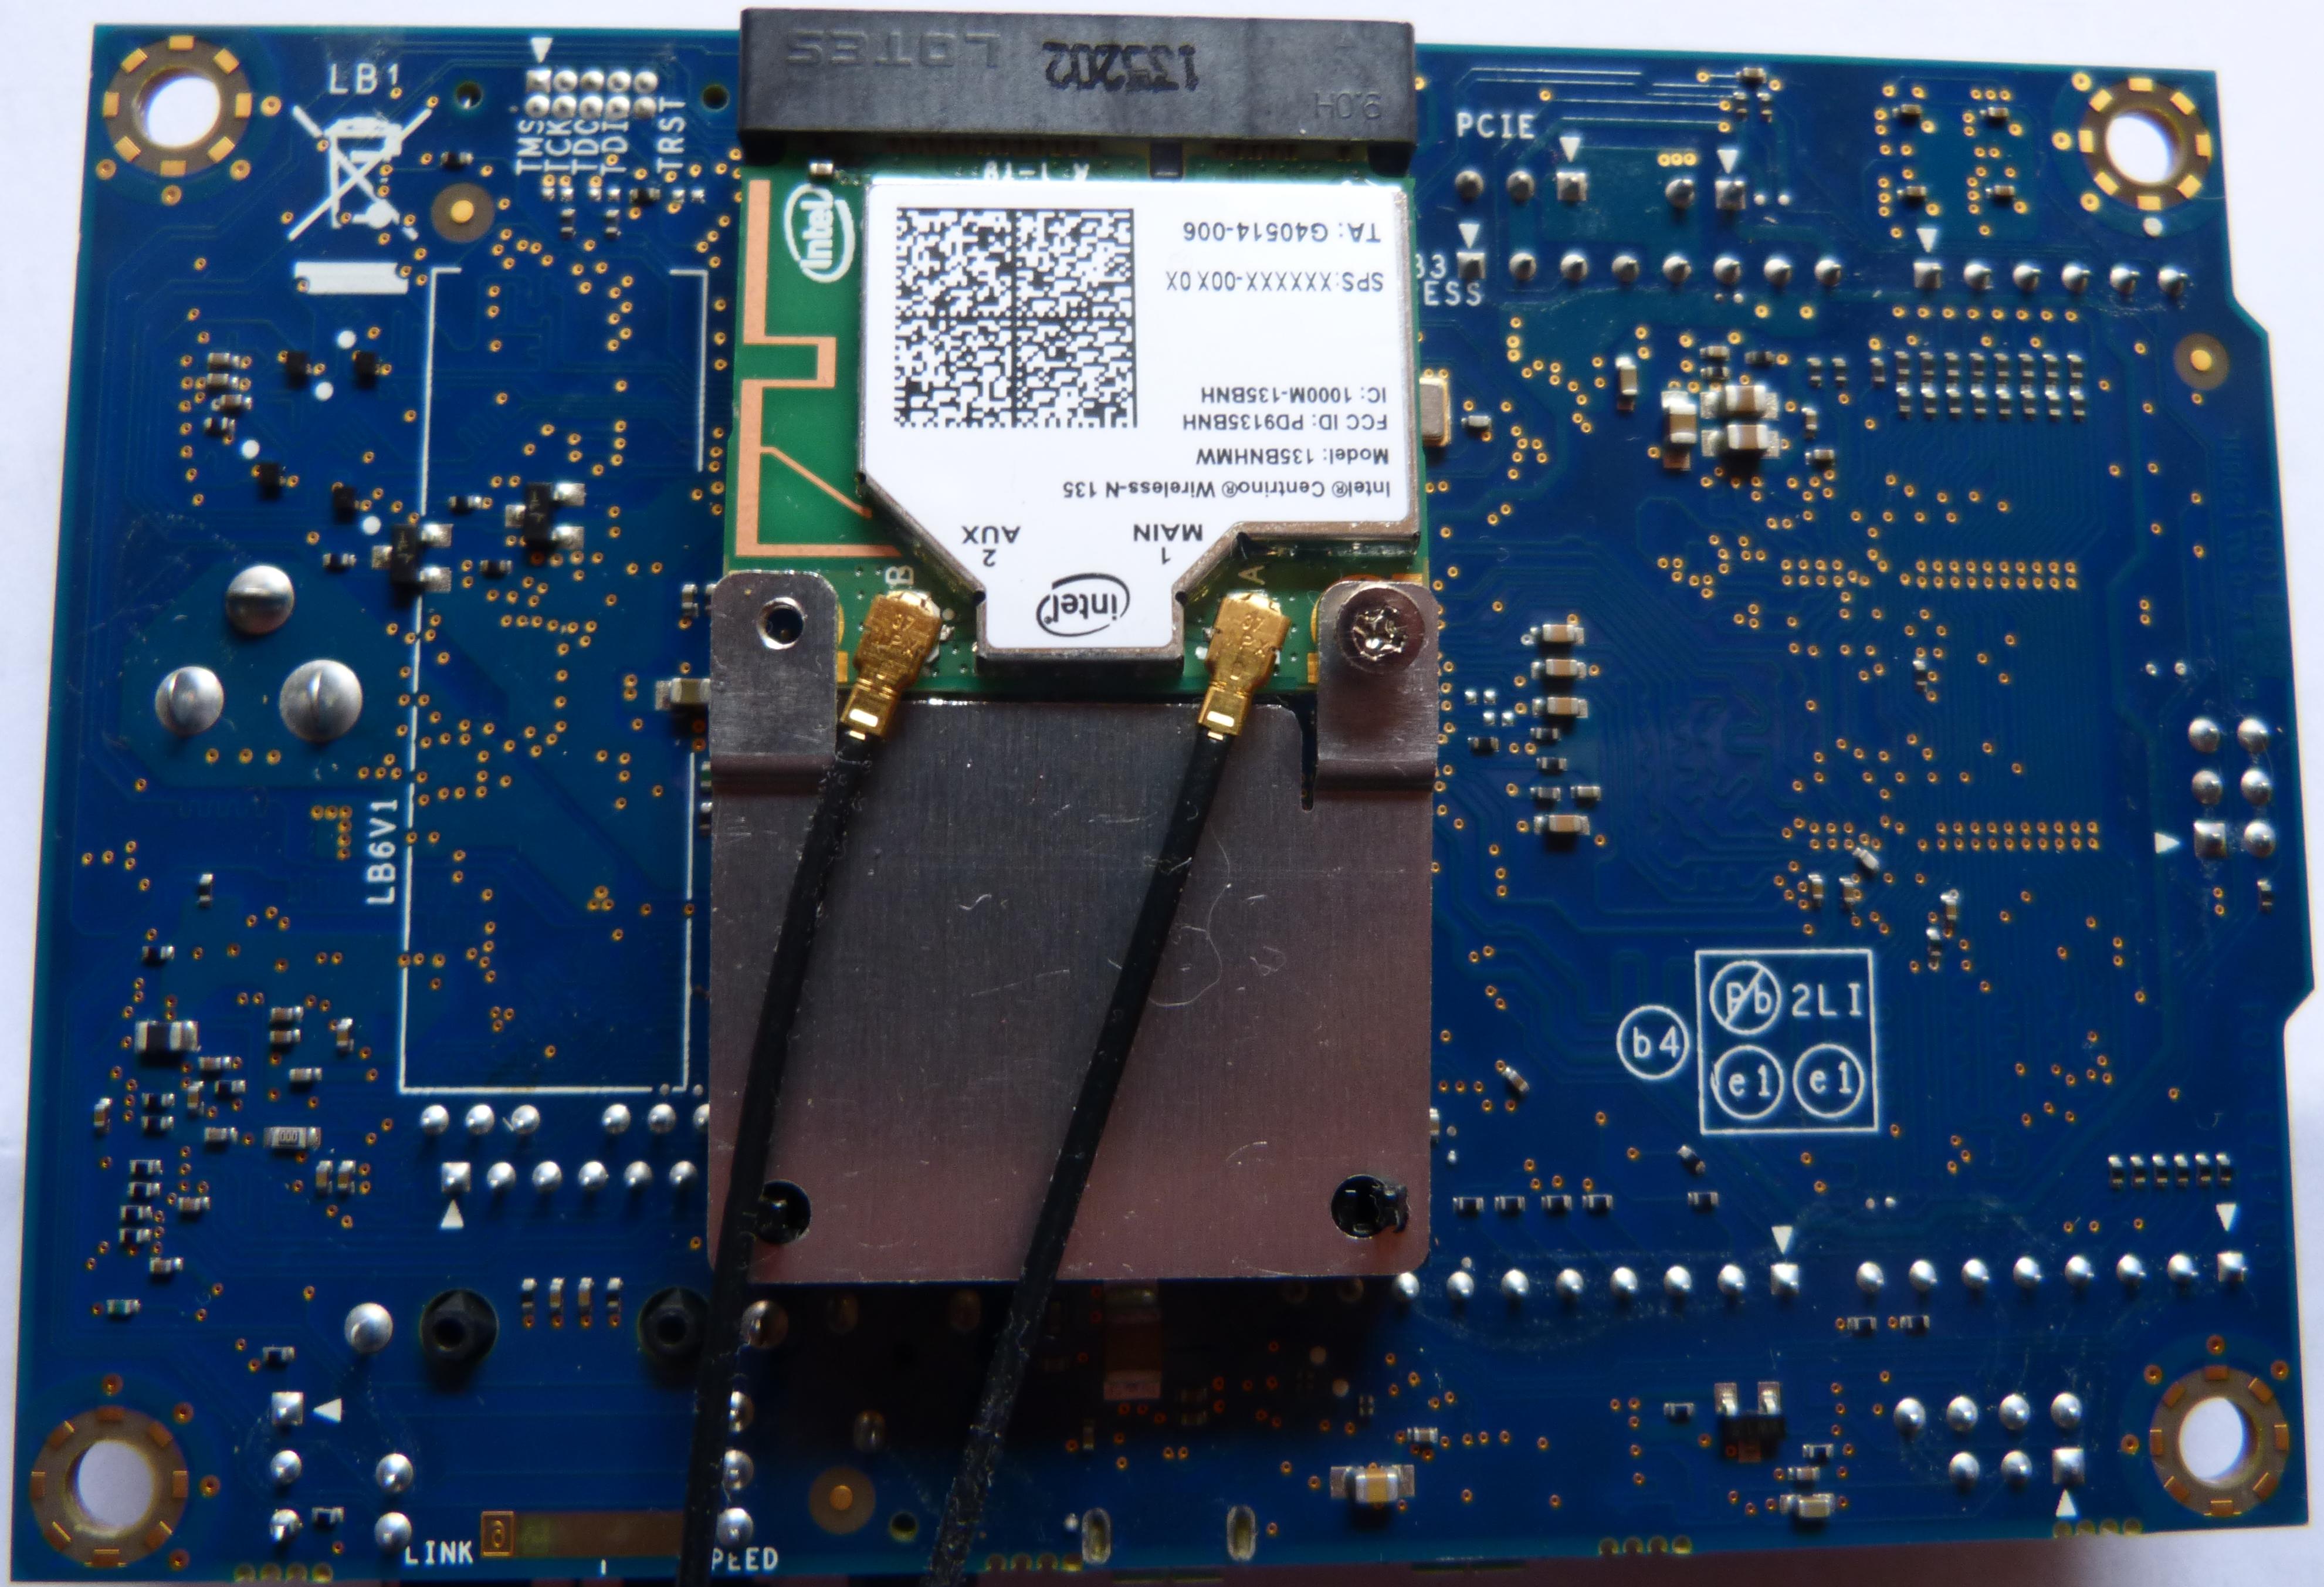 LB1
TMS
TCK
TDO
TDI
TRST
LOTES
135202
9.0H
PCIE
ESS
intel
TA: G40514-006
SPS:XXXXXX-00X 0X
IC: 1000M-135BNH
FCC ID: PD9135BNH
Model: 135BNHMW
Intel® Centrino® Wireless-N 135
MAIN
1
AUX
2
intel®
B
A
LB6V1
b4
Pb 2LI
e1 e1
000
LINK
PEED